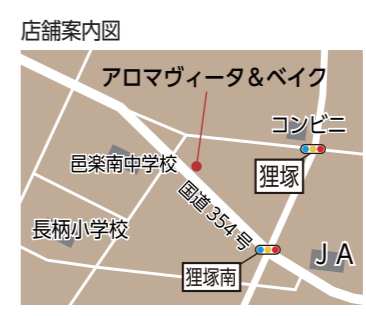 店舗案内図
アロマヴィータ＆ベイク
コンビニ
邑楽南中学校
狸塚
国道354号
長柄小学校
JA
狸塚南